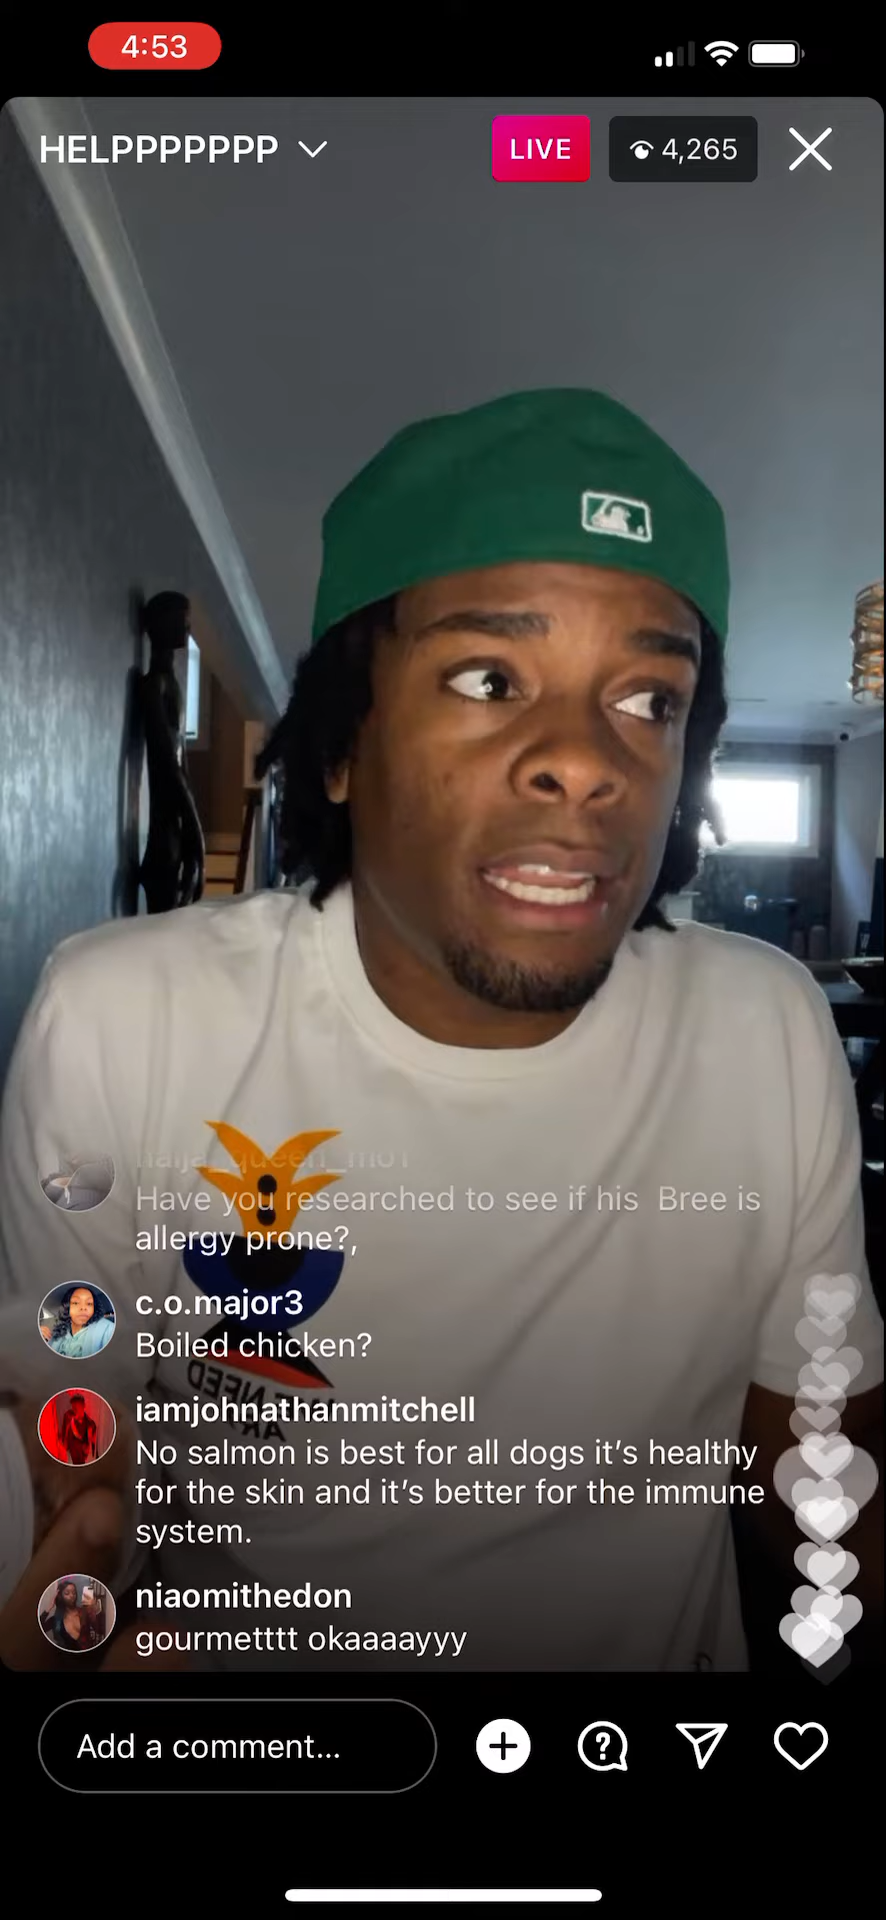 4:53
HELPPPPPPP
LIVE
4,265
naija_queen_mo1
Have you researched to see if his  Bree is
allergy prone?,
c.o.major3
Boiled chicken?
iamjohnathanmitchell
No salmon is best for all dogs it’s healthy
for the skin and it’s better for the immune
system.
niaomithedon
gourmetttt okaaaayyy
NEED
Add a comment...